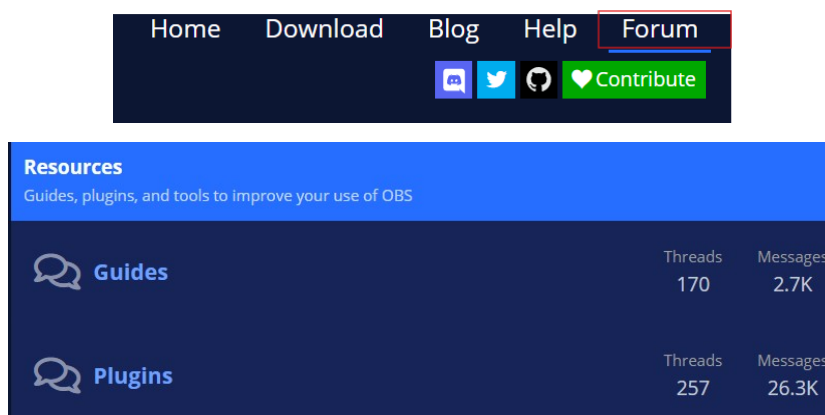 Home Download Blog Help Forum
Contribute
Resources
Guides, plugins, and tools to improve your use of OBS
Guides
Threads Messages
170 2.7K
Plugins
Threads Messages
257 26.3K